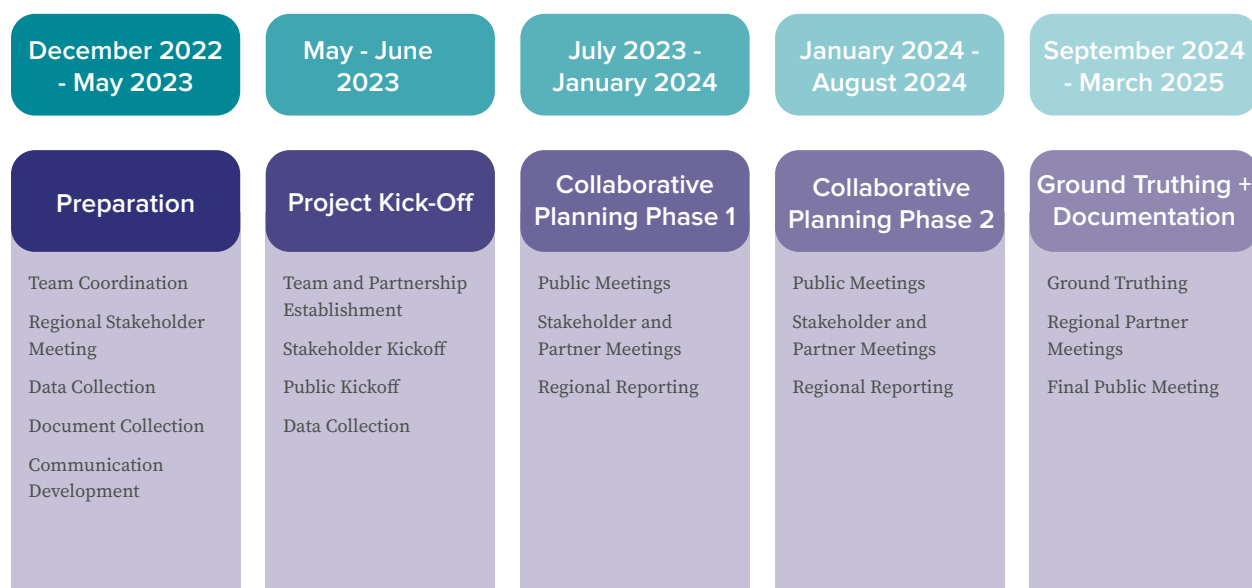 December 2022
- May 2023
May - June
2023
July 2023 -
January 2024
January 2024 -
August 2024
September 2024
- March 2025
Preparation
Project Kick-Off
Collaborative
Planning Phase 1
Collaborative
Planning Phase 2
Ground Truthing +
Documentation
Team Coordination
Regional Stakeholder
Meeting
Data Collection
Document Collection
Communication
Development
Team and Partnership
Establishment
Stakeholder Kickoff
Public Kickoff
Data Collection
Public Meetings
Stakeholder and
Partner Meetings
Regional Reporting
Public Meetings
Stakeholder and
Partner Meetings
Regional Reporting
Ground Truthing
Regional Partner
Meetings
Final Public Meeting